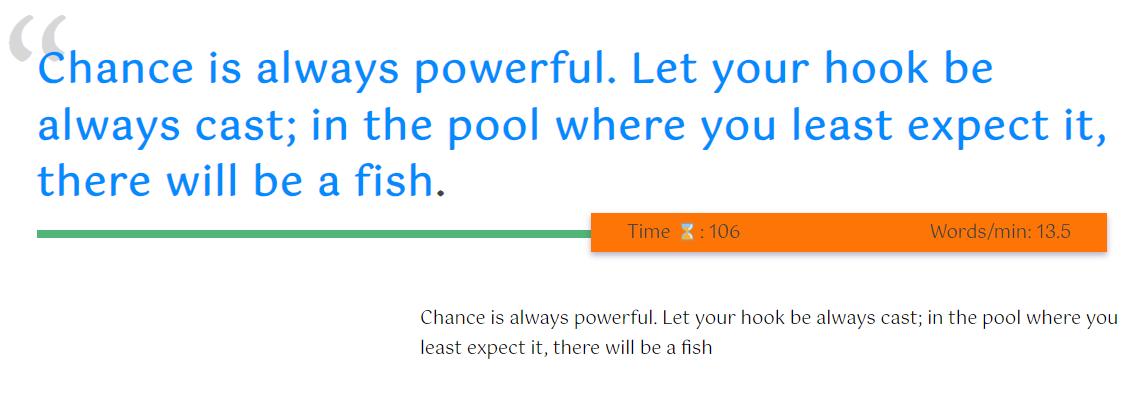 “
Chance is always powerful. Let your hook be
always cast; in the pool where you least expect it,
there will be a fish.
Time ⌛: 106 Words/min: 13.5
Chance is always powerful. Let your hook be always cast; in the pool where you
least expect it, there will be a fish